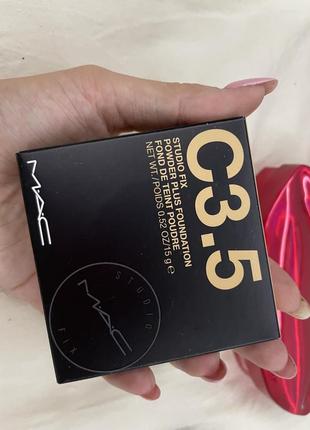 C3.5
STUDIO FIX
POWDER PLUS FOUNDATION
FOND DE TEINT POUDRE
NET WT./POIDS 0.52 OZ/15 g ℮
MAC
STUDIO
MAC
FIX